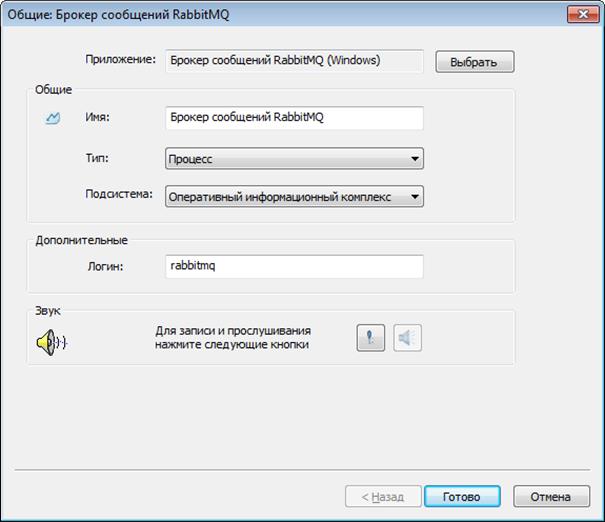 Общие: Брокер сообщений RabbitMQ
Приложение: Брокер сообщений RabbitMQ (Windows) Выбрать
Общие
Имя: Брокер сообщений RabbitMQ
Тип: Процесс
Подсистема: Оперативный информационный комплекс
Дополнительные
Логин: rabbitmq
Звук
Для записи и прослушивания
нажмите следующие кнопки
< Назад Готово Отмена